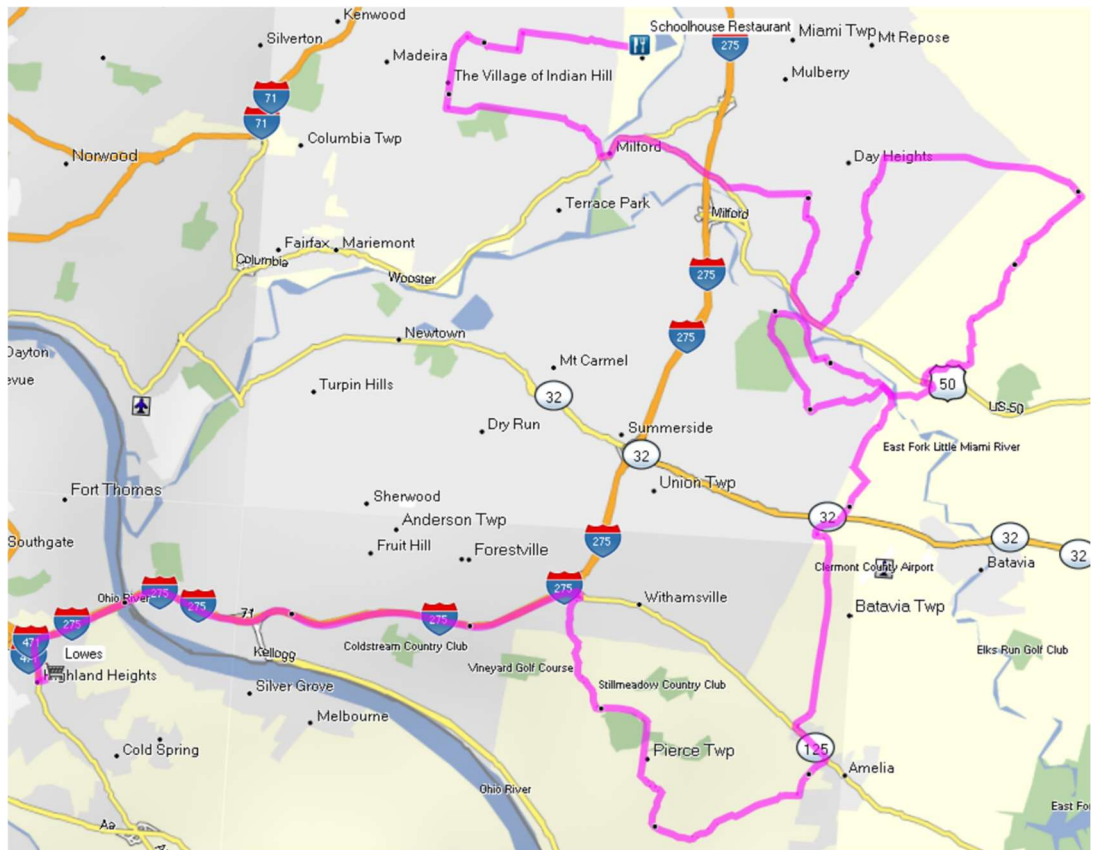 Kenwood
Schoolhouse Restaurant
Miami Twp
Mt Repose
Silverton
275
Madeira
The Village of Indian Hill
Mulberry
71
71
Columbia Twp
Milford
Norwood
Day Heights
Terrace Park
Milford
Fairfax
Mariemont
Columbia
Wooster
275
275
Newtown
Dayton
Mt Carmel
evue
Turpin Hills
32
50
US-50
Dry Run
Summerside
32
East Fork Little Miami River
Union Twp
Fort Thomas
Sherwood
32
Anderson Twp
Southgate
Fruit Hill
Forestville
275
32
32
Clermont County Airport
Batavia
275
275
Ohio River
275
Withamsville
Batavia Twp
71
275
275
471
Lowes
Kellogg
Coldstream Country Club
Vineyard Golf Course
Elks Run Golf Club
Highland Heights
Silver Grove
Stillmeadow Country Club
Melbourne
Cold Spring
Pierce Twp
125
Amelia
Ohio River
East Fo
Aa
A